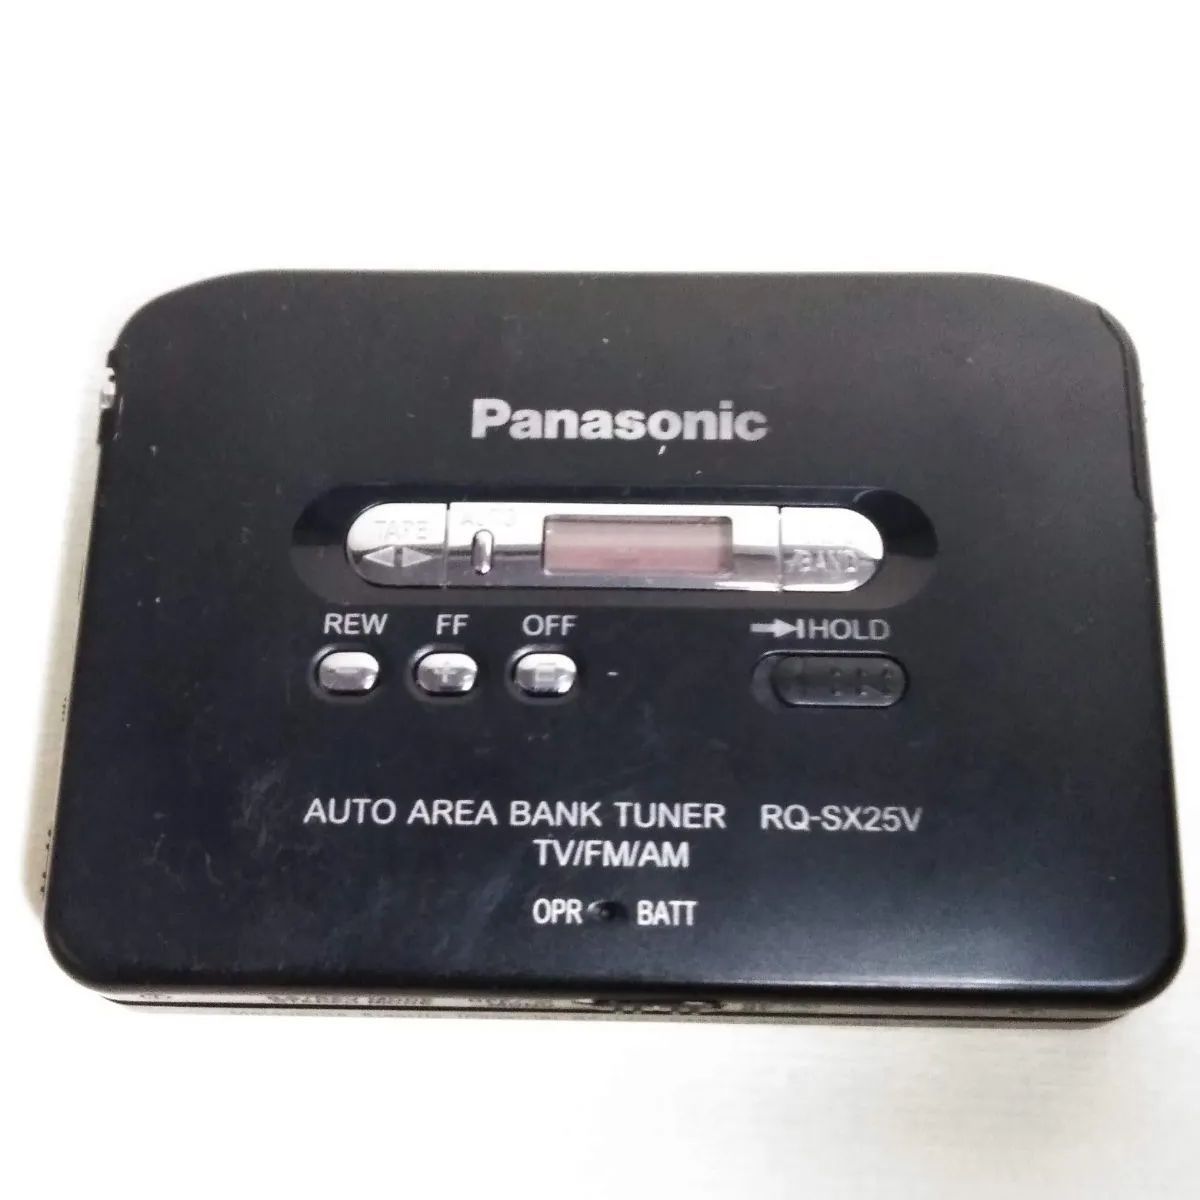 Panasonic
TAPE AUTO BAND
REW FF OFF HOLD
AUTO AREA BANK TUNER RQ-SX25V
TV/FM/AM
OPR BATT